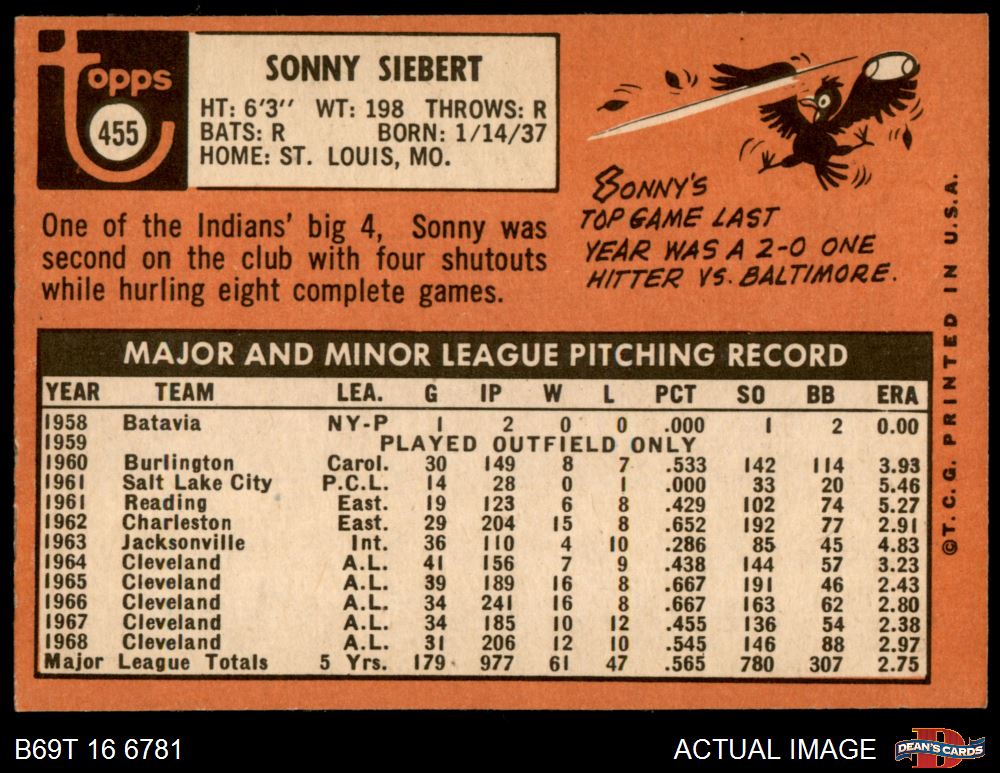 topps
455
SONNY SIEBERT
HT: 6'3" WT: 198 THROWS: R
BATS: R BORN: 1/14/37
HOME: ST. LOUIS, MO.
One of the Indians' big 4, Sonny was
second on the club with four shutouts
while hurling eight complete games.
SONNY'S
TOP GAME LAST
YEAR WAS A 2-0 ONE
HITTER VS. BALTIMORE.
MAJOR AND MINOR LEAGUE PITCHING RECORD
YEAR TEAM LEA. G IP W L PCT SO BB ERA
1958 Batavia NY-P 1 2 0 0 .000 1 2 0.00
1959 PLAYED OUTFIELD ONLY
1960 Burlington Carol. 30 149 8 7 .533 142 114 3.93
1961 Salt Lake City P.C.L. 14 28 0 1 .000 33 20 5.46
1961 Reading East. 19 123 6 8 .429 102 74 5.27
1962 Charleston East. 29 204 15 8 .652 192 77 2.91
1963 Jacksonville Int. 36 110 4 10 .286 85 45 4.83
1964 Cleveland A.L. 41 156 7 9 .438 144 57 3.23
1965 Cleveland A.L. 39 189 16 8 .667 191 46 2.43
1966 Cleveland A.L. 34 241 16 8 .667 163 62 2.80
1967 Cleveland A.L. 34 185 10 12 .455 136 54 2.38
1968 Cleveland A.L. 31 206 12 10 .545 146 88 2.97
Major League Totals 5 Yrs. 179 977 61 47 .565 780 307 2.75
©T.C.G. PRINTED IN U.S.A.
B69T 16 6781
ACTUAL IMAGE
DEAN'S CARDS